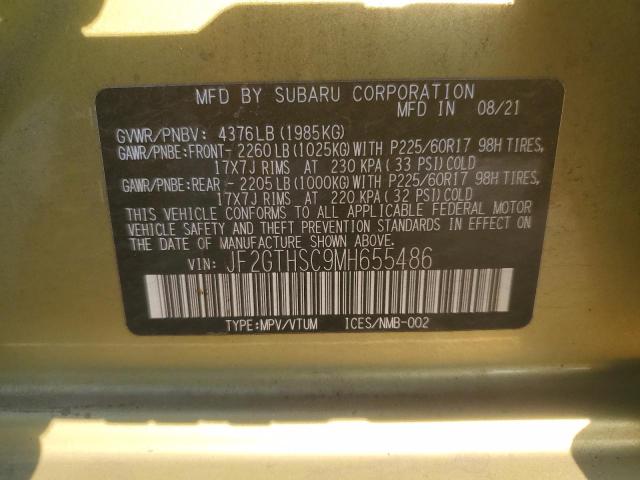 MFD BY SUBARU CORPORATION
MFD IN 08/21
GVWR/PNBV: 4376LB (1985KG)
GAWR/PNBE:FRONT- 2260LB (1025KG) WITH P225/60R17 98H TIRES,
17X7J RIMS AT 230 KPA (33 PSI) COLD
GAWR/PNBE:REAR - 2205LB (1000KG) WITH P225/60R17 98H TIRES,
17X7J RIMS AT 220 KPA (32 PSI) COLD
THIS VEHICLE CONFORMS TO ALL APPLICABLE FEDERAL MOTOR
VEHICLE SAFETY AND THEFT PREVENTION STANDARDS IN EFFECT
ON THE DATE OF MANUFACTURE SHOWN ABOVE.
VIN: JF2GTHSC9MH655486
TYPE:MPV/VTUM ICES/NMB-002